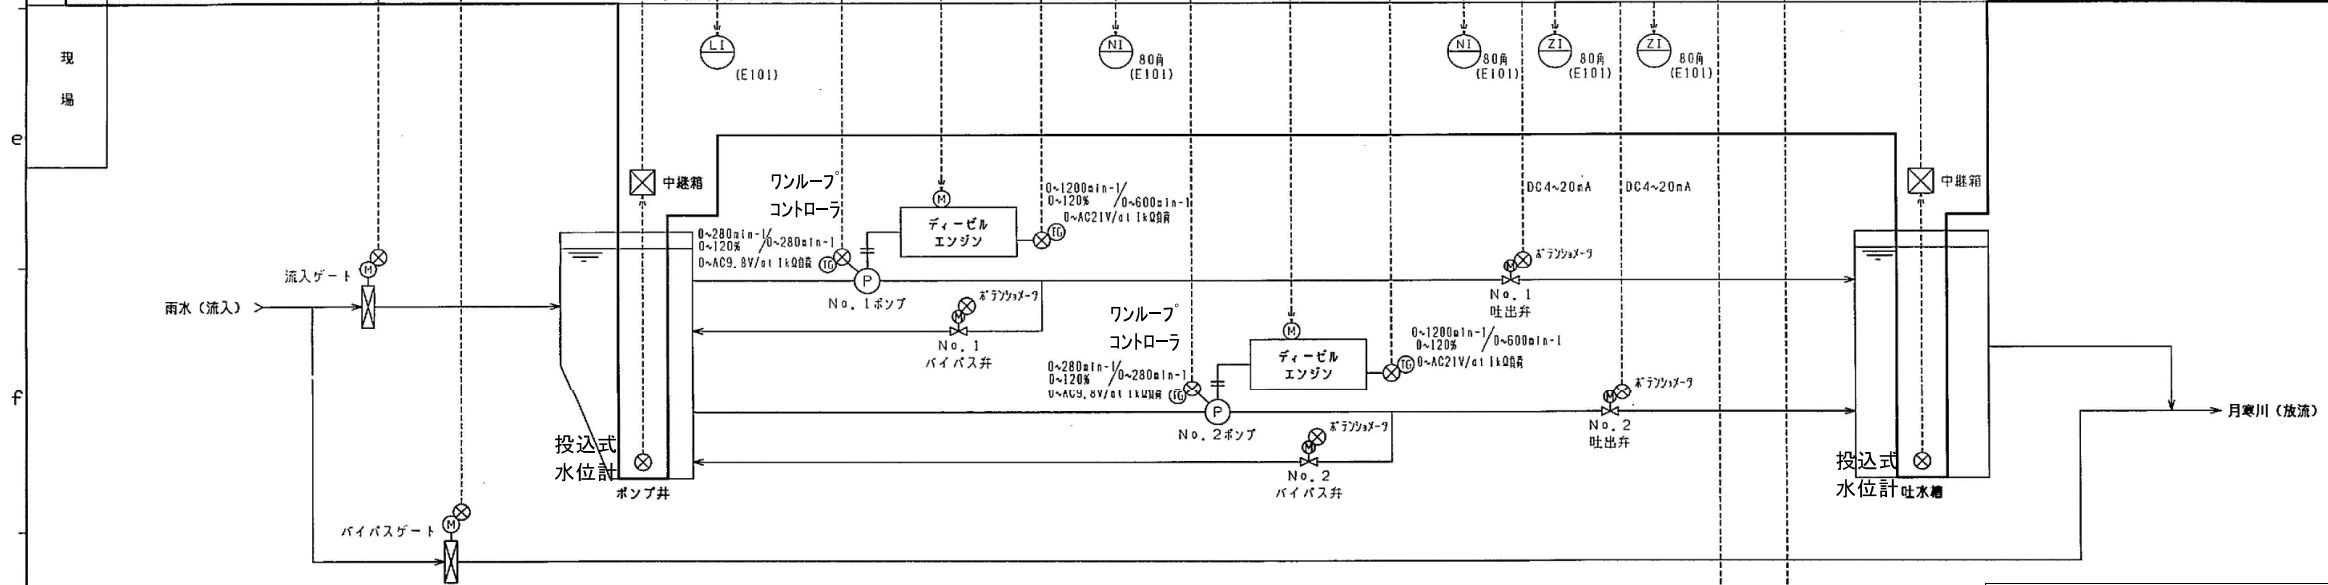 現
場
e
f
LI
(E101)
NI
80角
(E101)
NI
80角
(E101)
ZI
80角
(E101)
ZI
80角
(E101)
中継箱
ワンループ
コントローラ
M
ディーゼル
エンジン
0~1200min-1/
0~120%
/0~600min-1
0~AC21V/at 1kΩ負荷
TG
0~280min-1/
0~120%
/0~280min-1
0~AC9.8V/at 1kΩ負荷
TG
P
No.1ポンプ
DC4~20mA
DC4~20mA
中継箱
流入ゲート
M
雨水(流入)
M
ポテンショメータ
No.1
バイパス弁
M
ポテンショメータ
No.1
吐出弁
ワンループ
コントローラ
M
ディーゼル
エンジン
0~1200min-1/
0~120%
/0~600min-1
0~AC21V/at 1kΩ負荷
TG
0~280min-1/
0~120%
/0~280min-1
0~AC9.8V/at 1kΩ負荷
TG
P
No.2ポンプ
M
ポテンショメータ
No.2
吐出弁
M
ポテンショメータ
No.2
バイパス弁
月寒川(放流)
投込式
水位計
ポンプ井
投込式
水位計
吐水槽
バイパスゲート
M